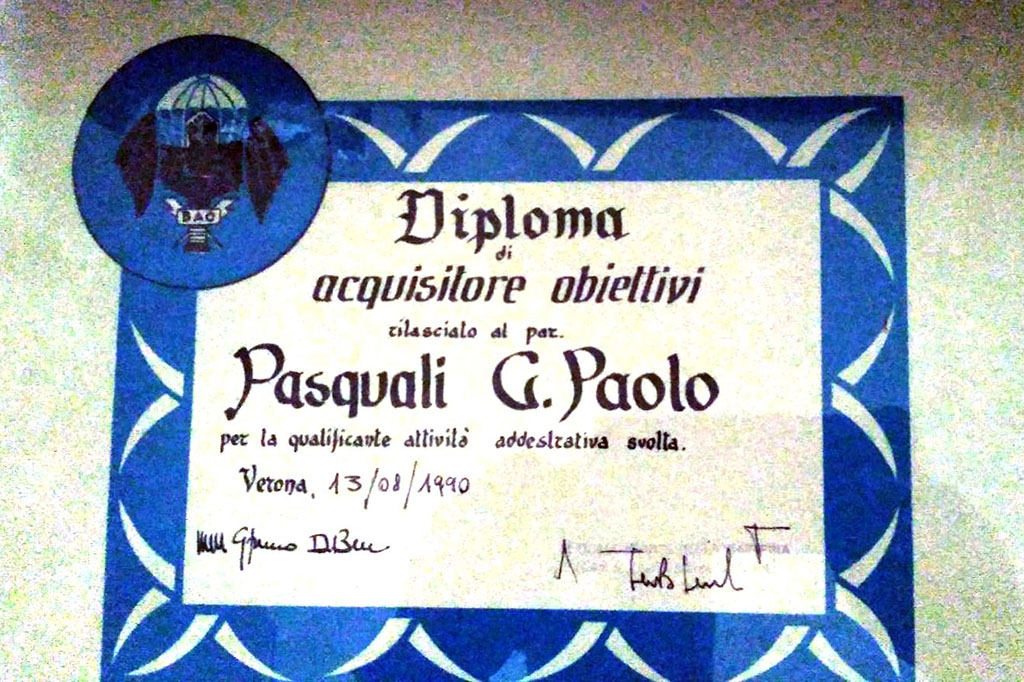 BAO
Diploma
di
acquisitore obiettivi
rilasciato al par.
Pasquali G. Paolo
per la qualificante attività addestrativa svolta.
Verona, 13/08/1990